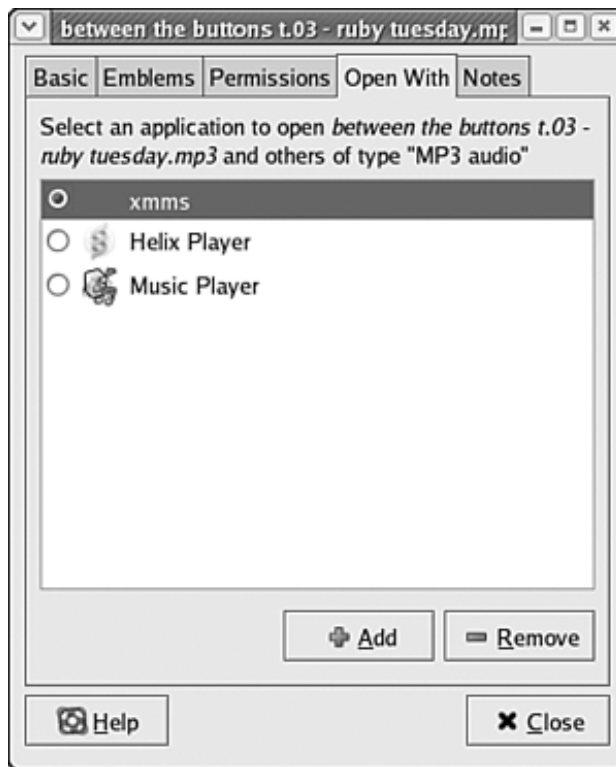 between the buttons t.03 - ruby tuesday.mp
Basic Emblems Permissions Open With Notes
Select an application to open between the buttons t.03 -
ruby tuesday.mp3 and others of type "MP3 audio"
xmms
Helix Player
Music Player
Add Remove
Help Close